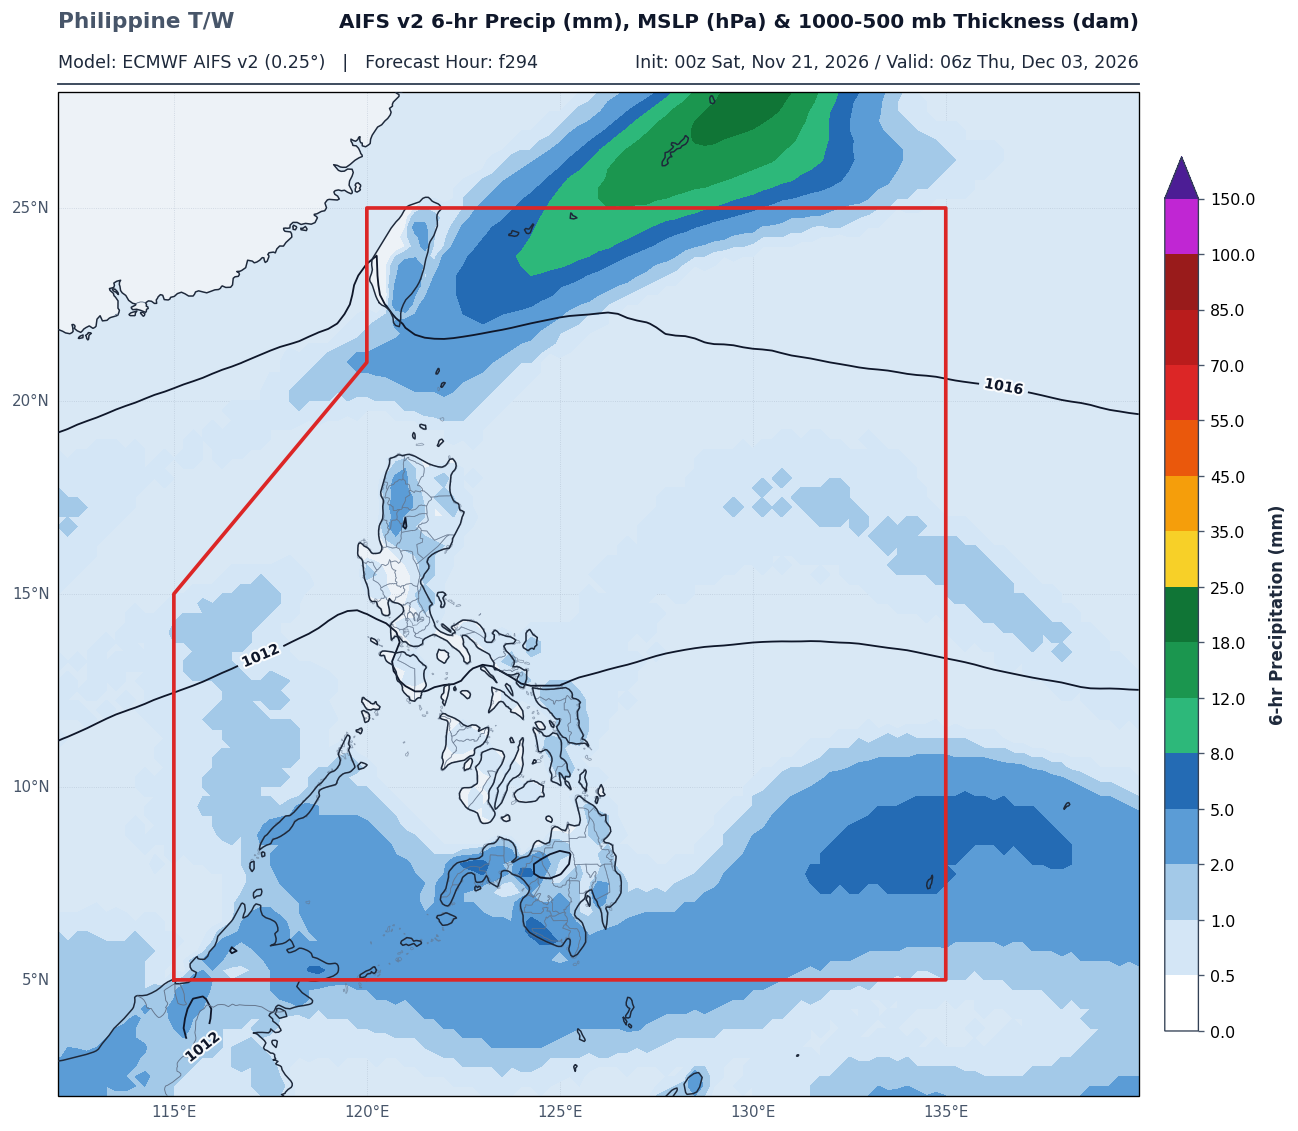 Philippine T/W
AIFS v2 6-hr Precip (mm), MSLP (hPa) & 1000-500 mb Thickness (dam)
Model: ECMWF AIFS v2 (0.25°)   |   Forecast Hour: f294
Init: 00z Sat, Nov 21, 2026 / Valid: 06z Thu, Dec 03, 2026
25°N
20°N
15°N
10°N
5°N
1016
1012
1012
115°E
120°E
125°E
130°E
135°E
150.0
100.0
85.0
70.0
55.0
45.0
35.0
25.0
18.0
12.0
8.0
5.0
2.0
1.0
0.5
0.0
6-hr Precipitation (mm)